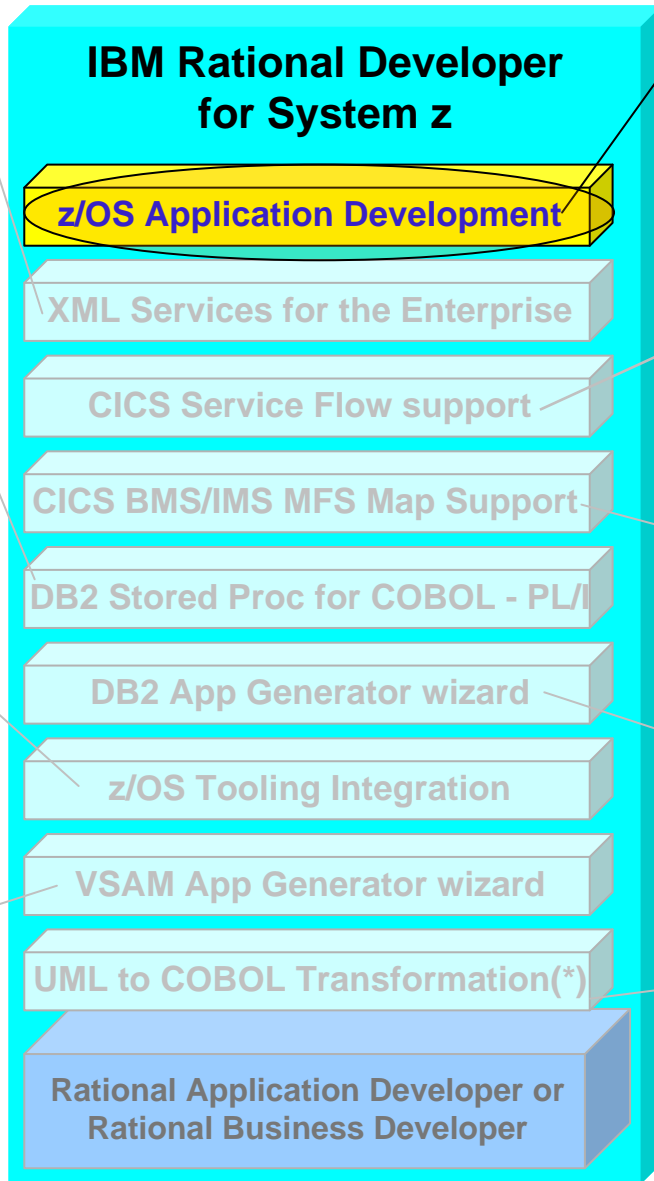 IBM Rational Developer
for System z
z/OS Application Development
XML Services for the Enterprise
CICS Service Flow support
CICS BMS/IMS MFS Map Support
DB2 Stored Proc for COBOL - PL/I
DB2 App Generator wizard
z/OS Tooling Integration
VSAM App Generator wizard
UML to COBOL Transformation(*)
Rational Application Developer or
Rational Business Developer